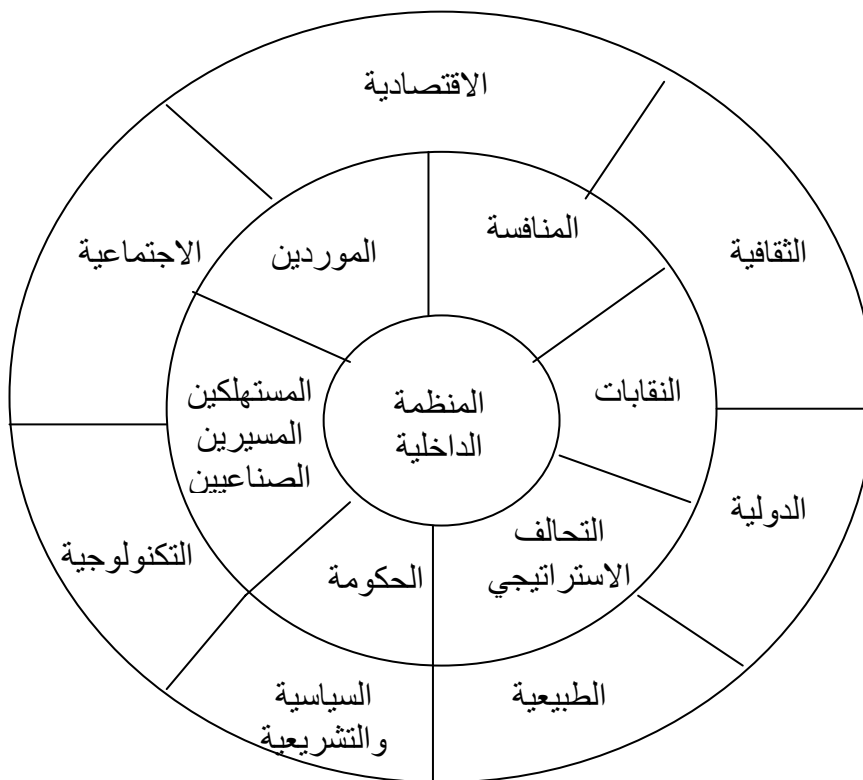 الاقتصادية
المنافسة
الموردين
الثقافية
الاجتماعية
النقابات
المستهلكين
المسيرين
الصناعيين
المنظمة
الداخلية
الدولية
التحالف
الاستراتيجي
الحكومة
التكنولوجية
الطبيعية
السياسية
والتشريعية